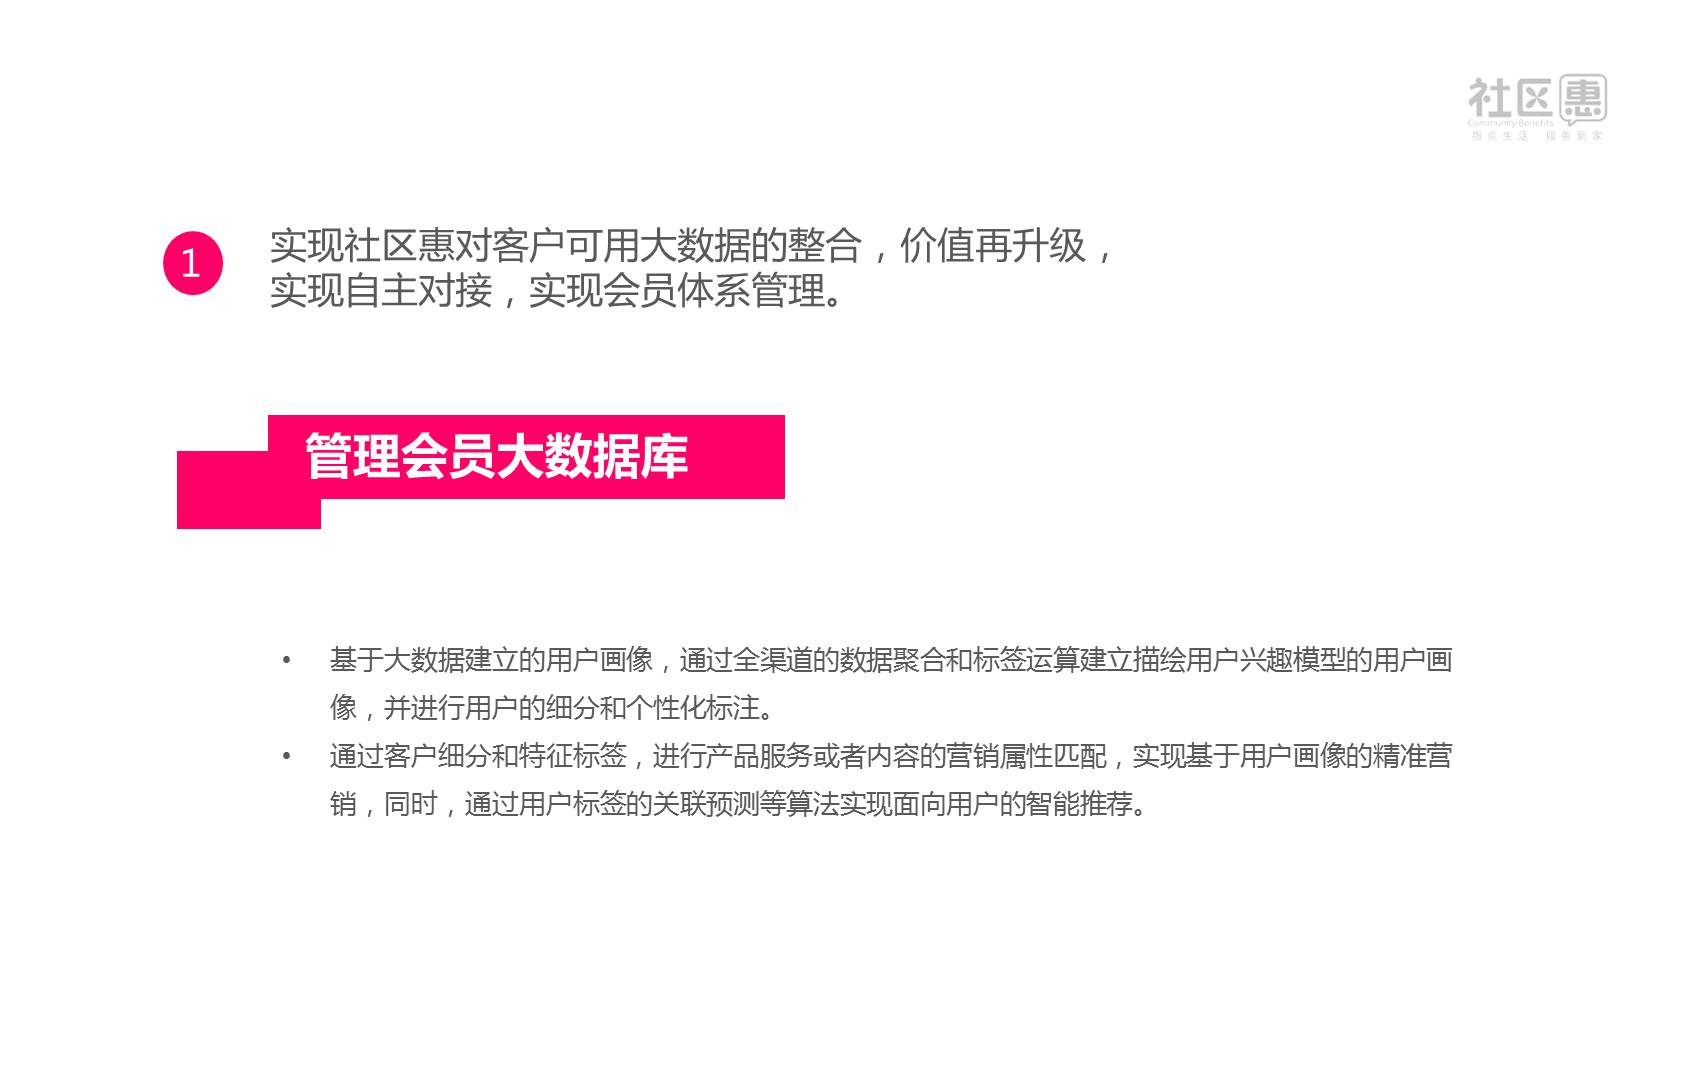 社区惠
Community Benefits
指点生活 服务到家
1
实现社区惠对客户可用大数据的整合，价值再升级，
实现自主对接，实现会员体系管理。
管理会员大数据库
• 基于大数据建立的用户画像，通过全渠道的数据聚合和标签运算建立描绘用户兴趣模型的用户画
像，并进行用户的细分和个性化标注。
• 通过客户细分和特征标签，进行产品服务或者内容的营销属性匹配，实现基于用户画像的精准营
销，同时，通过用户标签的关联预测等算法实现面向用户的智能推荐。